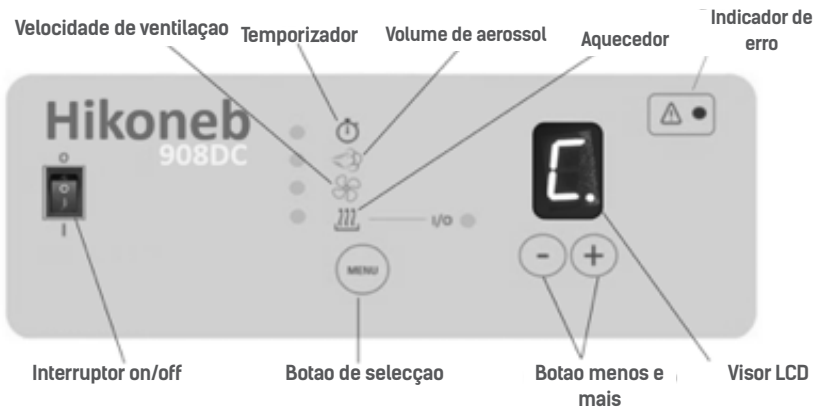 Indicador de
erro
Velocidade de ventilaçao
Temporizador
Volume de aerossol
Aquecedor
Hikoneb
908DC
O
I
I/O
MENU
C.
-
+
Interruptor on/off
Botao de selecçao
Botao menos e
mais
Visor LCD